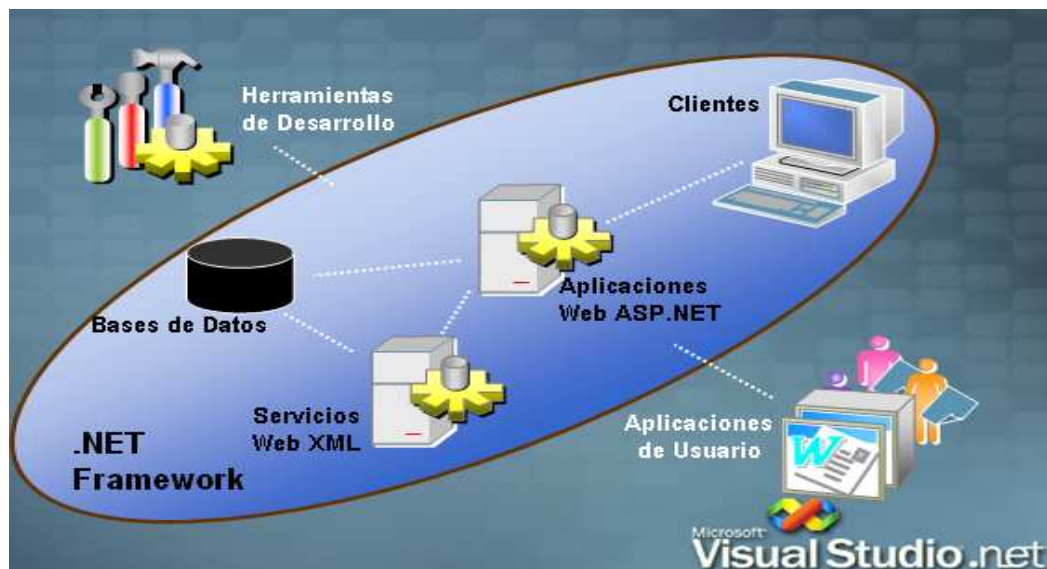 Herramientas
de Desarrollo
Clientes
Aplicaciones
Web ASP.NET
Bases de Datos
Servicios
Web XML
.NET
Framework
Aplicaciones
de Usuario
W
Microsoft
Visual Studio .net